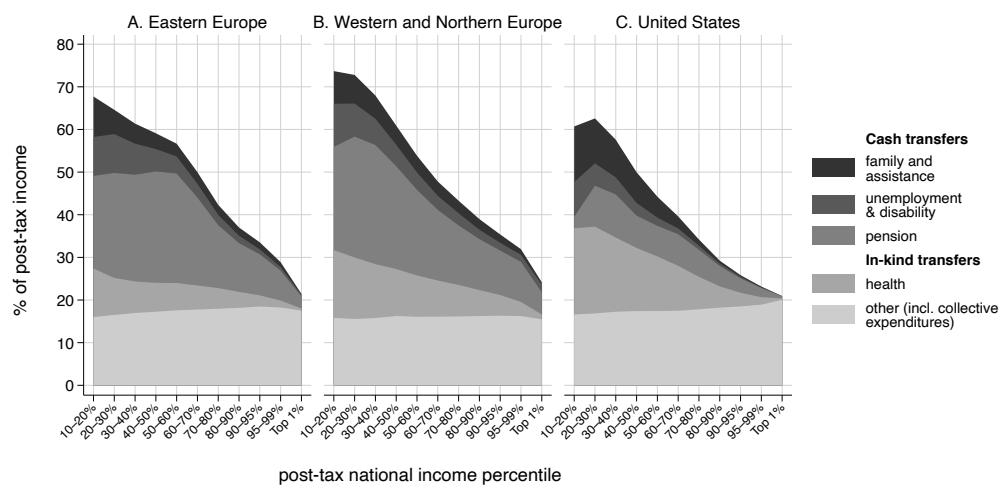 A. Eastern Europe
B. Western and Northern Europe
C. United States
% of post-tax income
80
70
60
50
40
30
20
10
0
10–20%
20–30%
30–40%
40–50%
50–60%
60–70%
70–80%
80–90%
90–95%
95–99%
Top 1%
10–20%
20–30%
30–40%
40–50%
50–60%
60–70%
70–80%
80–90%
90–95%
95–99%
Top 1%
10–20%
20–30%
30–40%
40–50%
50–60%
60–70%
70–80%
80–90%
90–95%
95–99%
Top 1%
post-tax national income percentile
Cash transfers
family and
assistance
unemployment
& disability
pension
In-kind transfers
health
other (incl. collective
expenditures)